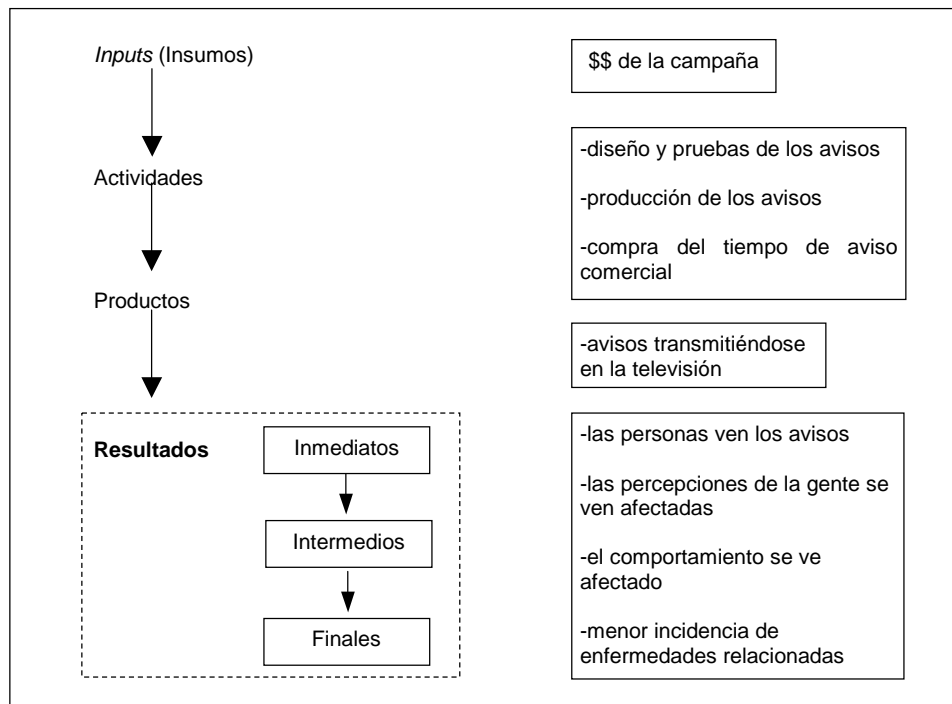 Inputs (Insumos)
$$ de la campaña
Actividades
-diseño y pruebas de los avisos
-producción de los avisos
-compra del tiempo de aviso
comercial
Productos
-avisos transmitiéndose
en la televisión
Resultados
Inmediatos
Intermedios
Finales
-las personas ven los avisos
-las percepciones de la gente se
ven afectadas
-el comportamiento se ve
afectado
-menor incidencia de
enfermedades relacionadas